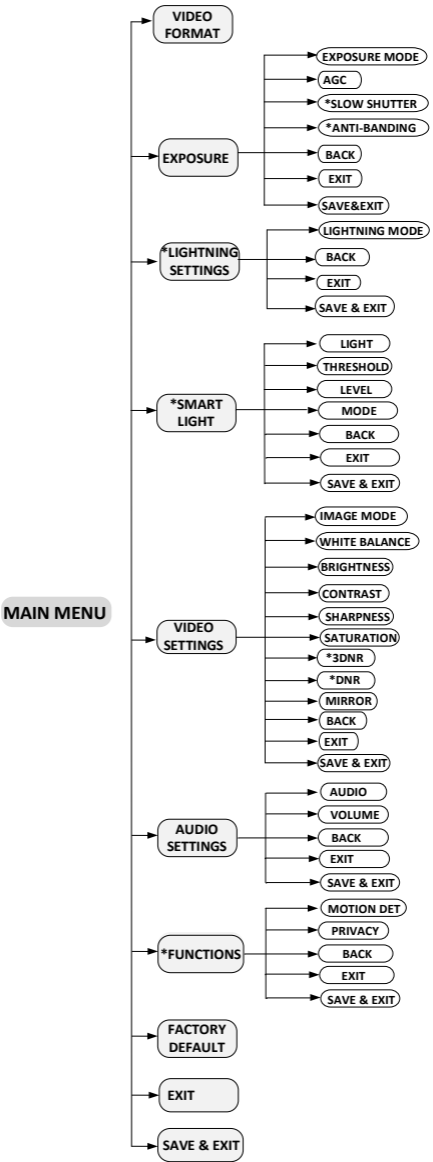 VIDEO
FORMAT
EXPOSURE MODE
AGC
*SLOW SHUTTER
*ANTI-BANDING
EXPOSURE
BACK
EXIT
SAVE&EXIT
LIGHTNING MODE
*LIGHTNING
SETTINGS
BACK
EXIT
SAVE & EXIT
LIGHT
THRESHOLD
LEVEL
*SMART
LIGHT
MODE
BACK
EXIT
SAVE & EXIT
IMAGE MODE
WHITE BALANCE
BRIGHTNESS
CONTRAST
SHARPNESS
MAIN MENU
VIDEO
SETTINGS
SATURATION
*3DNR
*DNR
MIRROR
BACK
EXIT
SAVE & EXIT
AUDIO
VOLUME
AUDIO
SETTINGS
BACK
EXIT
SAVE & EXIT
MOTION DET
PRIVACY
*FUNCTIONS
BACK
EXIT
SAVE & EXIT
FACTORY
DEFAULT
EXIT
SAVE & EXIT